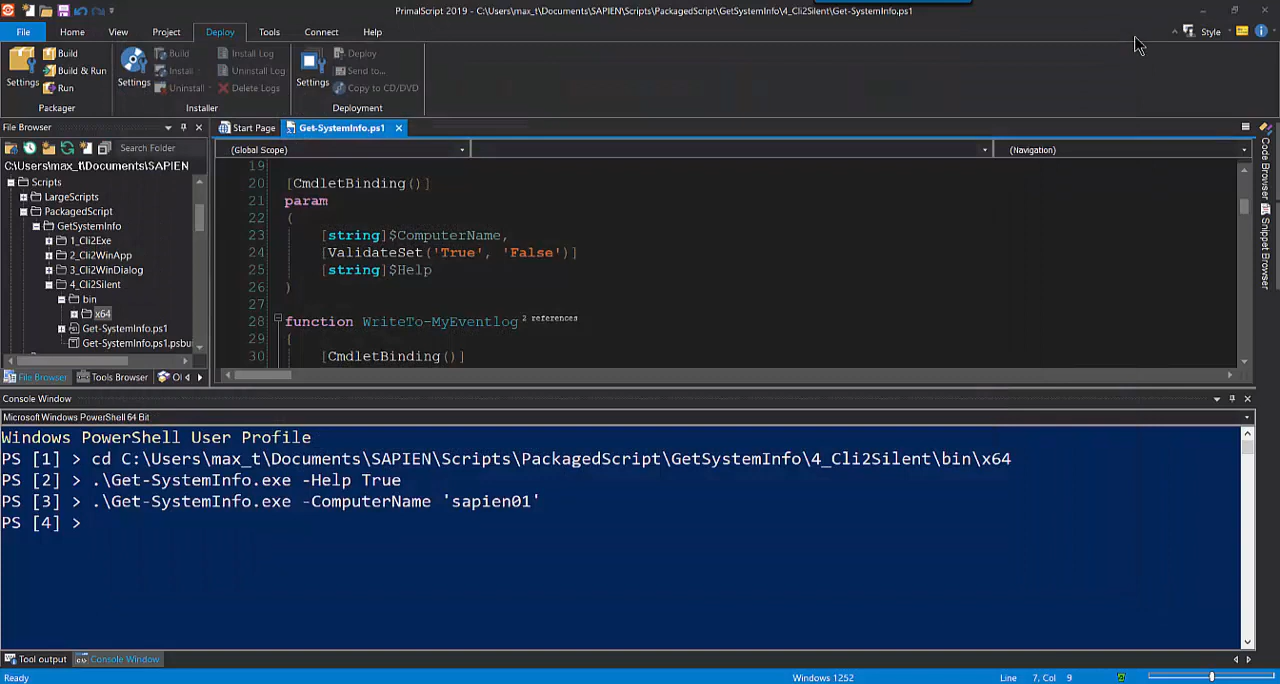 PrimalScript 2019 - C:\Users\max_t\Documents\SAPIEN\Scripts\PackagedScript\GetSystemInfo\4_Cli2Silent\Get-SystemInfo.ps1
File Home View Project Deploy Tools Connect Help Style
Settings
Build
Build & Run
Run
Packager
Settings
Build
Install
Uninstall
Install Log
Uninstall Log
Delete Logs
Installer
Settings
Deploy
Send to...
Copy to CD/DVD
Deployment
File Browser
Start Page
Get-SystemInfo.ps1
Search Folder
(Global Scope)
(Navigation)
C:\Users\max_t\Documents\SAPIEN
Scripts
LargeScripts
PackagedScript
GetSystemInfo
1_Cli2Exe
2_Cli2WinApp
3_Cli2WinDialog
4_Cli2Silent
bin
x64
Get-SystemInfo.ps1
Get-SystemInfo.ps1.psbu
File Browser
Tools Browser
19
20 [CmdletBinding()]
21 param
22 (
23 [string]$ComputerName,
24 [ValidateSet('True', 'False')]
25 [string]$Help
26 )
27
28 function WriteTo-MyEventlog 2 references
29 {
30 [CmdletBinding()]
Code Browser
Snippet Browser
Console Window
Microsoft Windows PowerShell 64 Bit
Windows PowerShell User Profile
PS [1] > cd C:\Users\max_t\Documents\SAPIEN\Scripts\PackagedScript\GetSystemInfo\4_Cli2Silent\bin\x64
PS [2] > .\Get-SystemInfo.exe -Help True
PS [3] > .\Get-SystemInfo.exe -ComputerName 'sapien01'
PS [4] >
Tool output
Console Window
Ready
Windows 1252
Line 7, Col 9